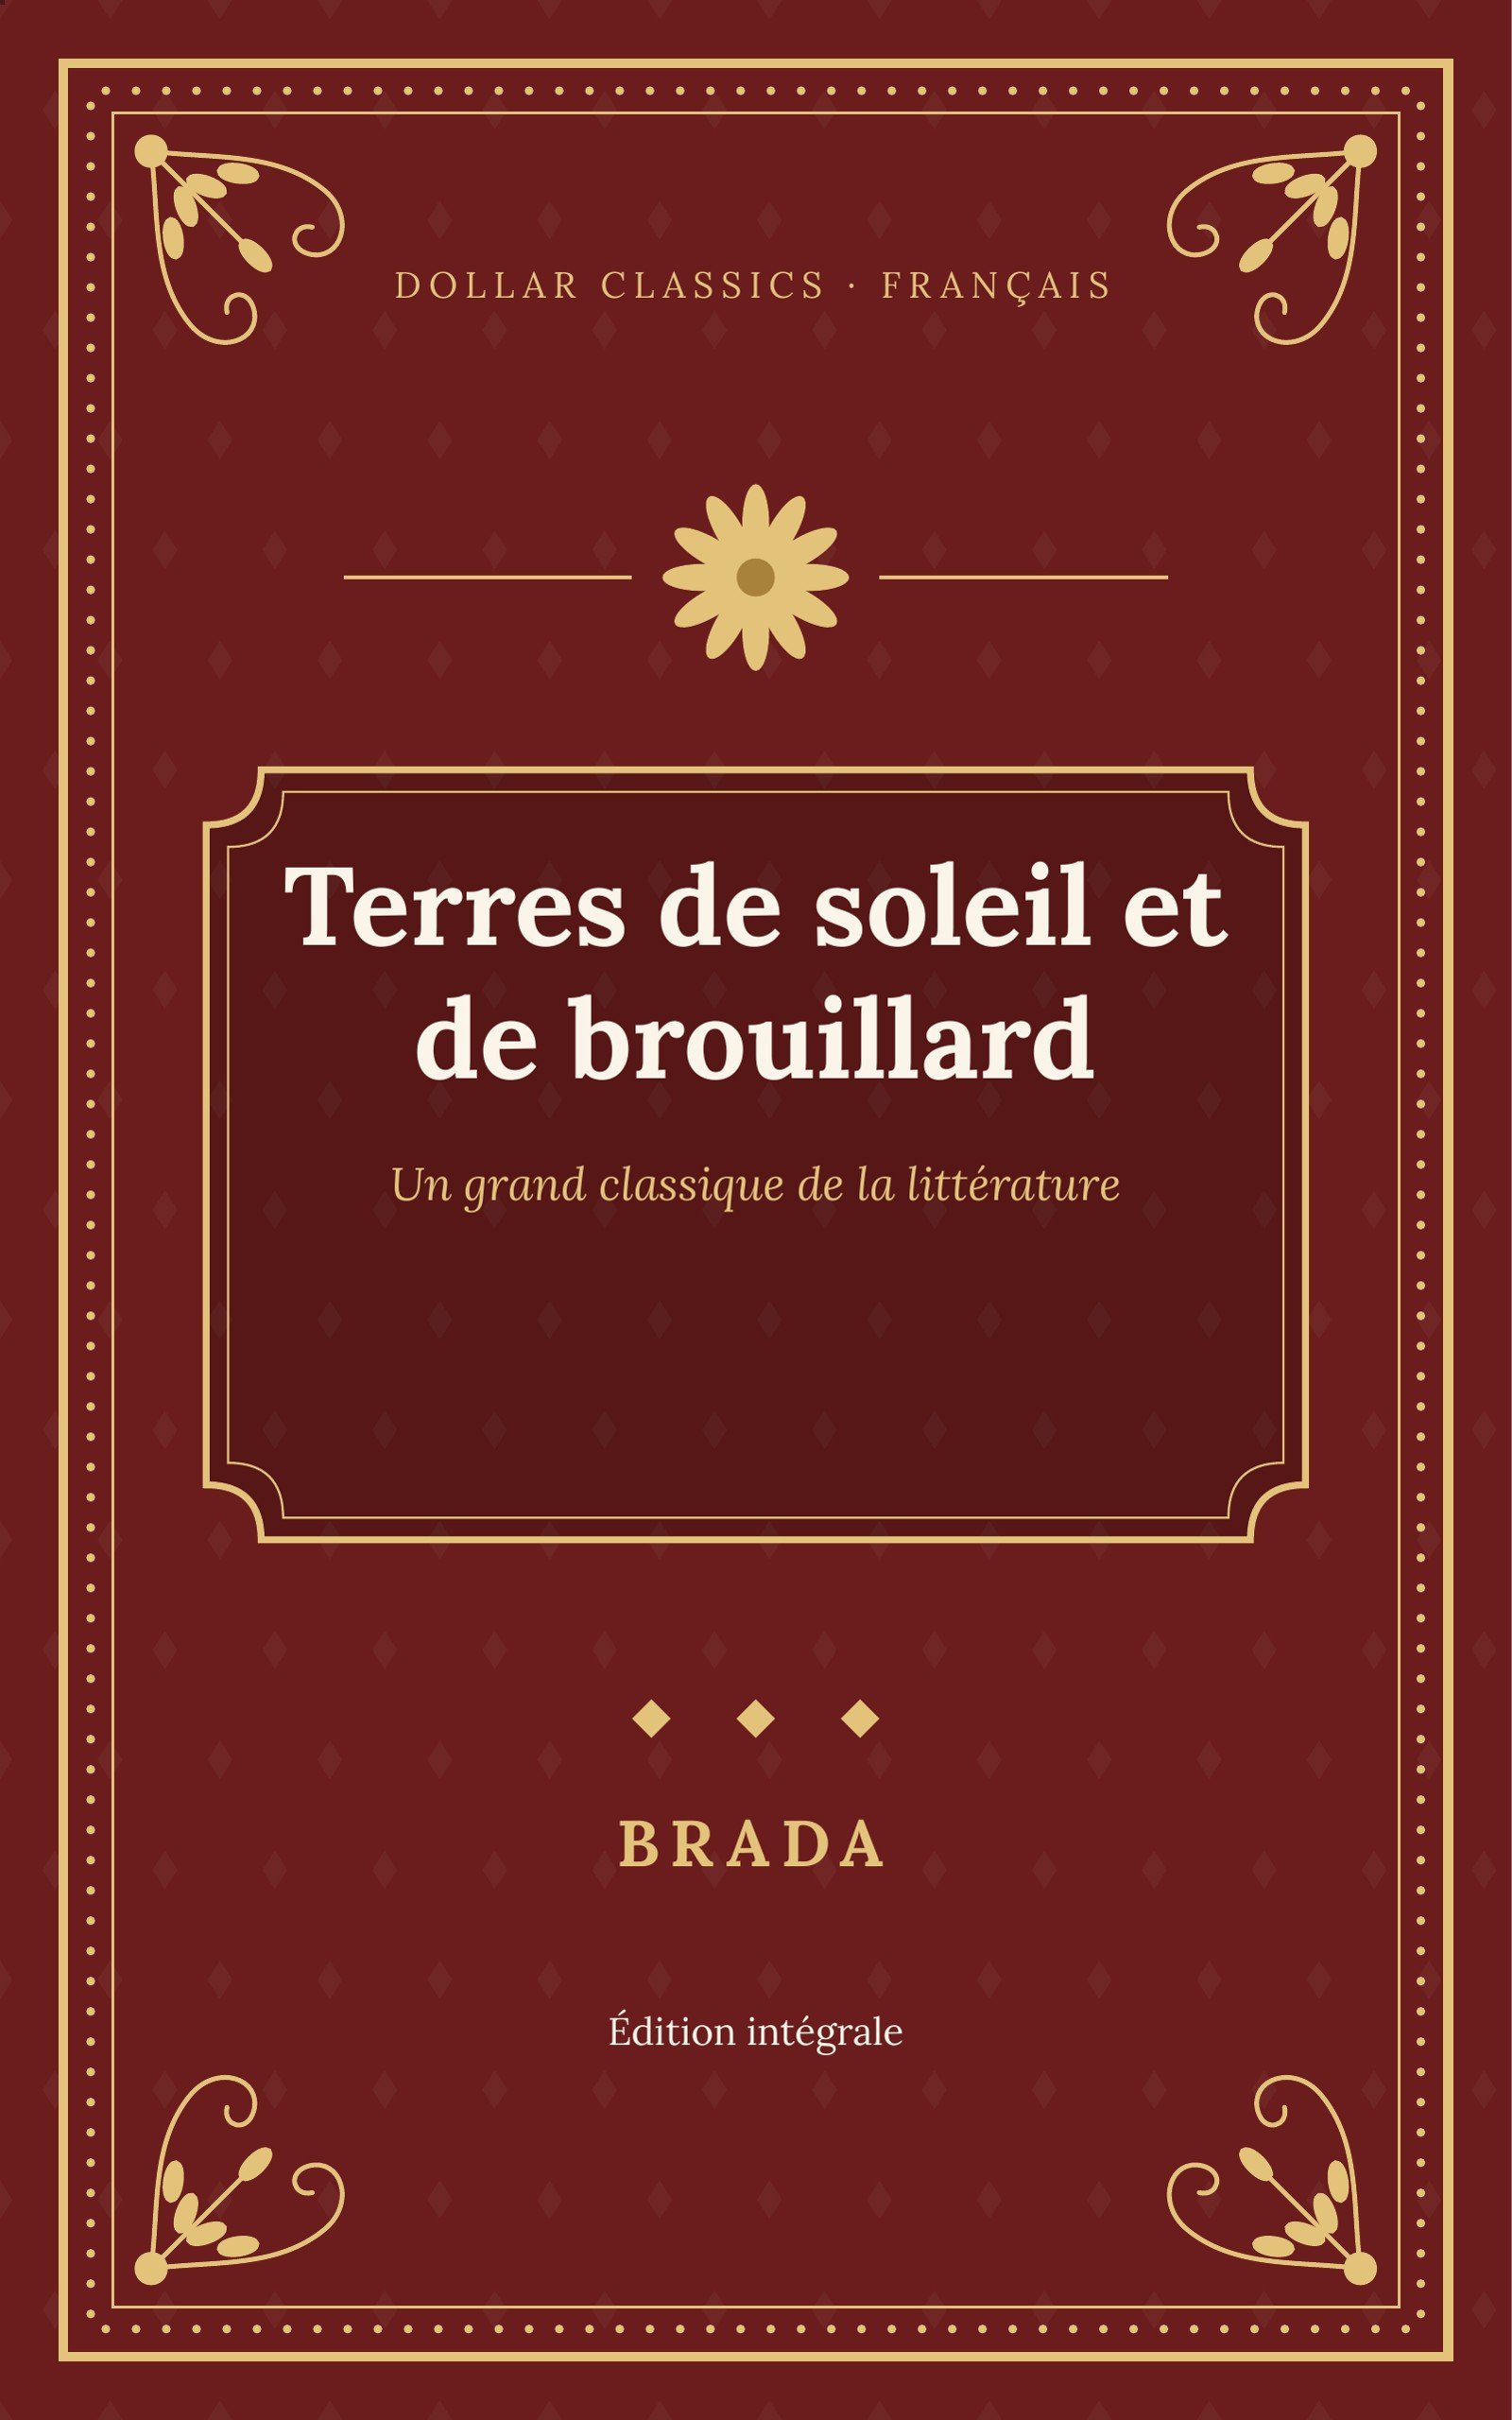 DOLLAR CLASSICS · FRANÇAIS
Terres de soleil et
de brouillard
Un grand classique de la littérature
BRADA
Édition intégrale